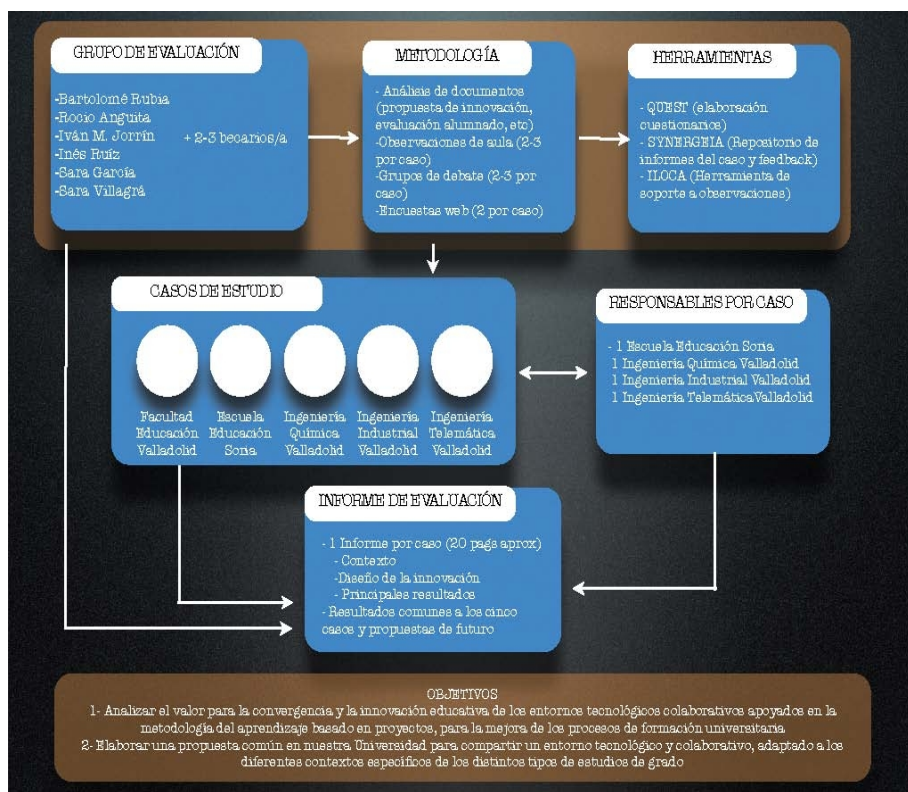 GRUPO DE EVALUACIÓN
-Bartolomé Rubia
-Rocio Anguita
-Iván M. Jorrín
-Inés Ruíz
-Sara García
-Sara Villagrá
+ 2-3 becarios/a
METODOLOGÍA
- Análisis de documentos
(propuesta de innovación,
evaluación alumnado, etc)
-Observaciones de aula (2-3
por caso)
-Grupos de debate (2-3 por
caso)
-Encuestas web (2 por caso)
HERRAMIENTAS
- QUEST (elaboración
cuestionarios)
- SYNERGEIA (Repositorio de
informes del caso y feedback)
- ILOCA (Herramienta de
soporte a observaciones)
CASOS DE ESTUDIO
Facultad
Educación
Valladolid
Escuela
Educación
Soria
Ingeniería
Química
Valladolid
Ingeniería
Industrial
Valladolid
Ingeniería
Telemática
Valladolid
RESPONSABLES POR CASO
- 1 Escuela Educación Soria
1 Ingeniería Química Valladolid
1 Ingeniería Industrial Valladolid
1 Ingeniería Telemática Valladolid
INFORME DE EVALUACIÓN
- 1 Informe por caso (20 pags aprox)
- Contexto
-Diseño de la innovación
- Principales resultados
- Resultados comunes a los cinco
casos y propuestas de futuro
OBJETIVOS
1- Analizar el valor para la convergencia y la innovación educativa de los entornos tecnológicos colaborativos apoyados en la
metodología del aprendizaje basado en proyectos, para la mejora de los procesos de formación universitaria
2- Elaborar una propuesta común en nuestra Universidad para compartir un entorno tecnológico y colaborativo, adaptado a los
diferentes contextos específicos de los distintos tipos de estudios de grado